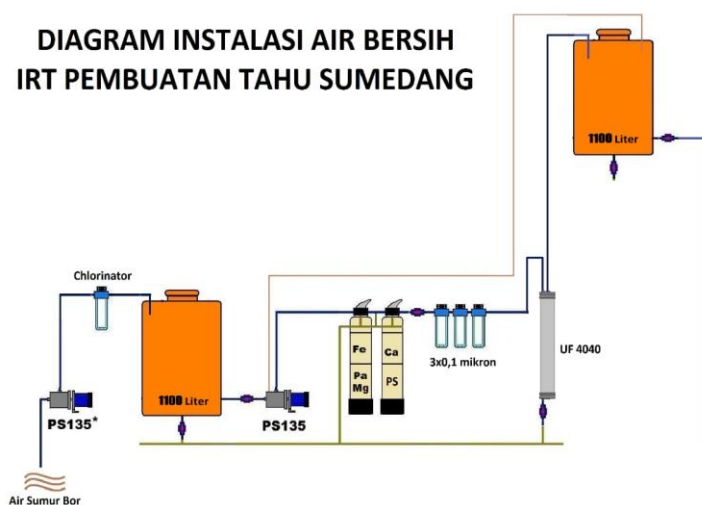 DIAGRAM INSTALASI AIR BERSIH
IRT PEMBUATAN TAHU SUMEDANG
1100 Liter
Chlorinator
Fe
Ca
Pa
Mg
PS
3x0,1 mikron
UF 4040
1100 Liter
PS135*
PS135
Air Sumur Bor